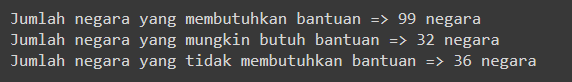 Jumlah negara yang membutuhkan bantuan => 99 negara
Jumlah negara yang mungkin butuh bantuan => 32 negara
Jumlah negara yang tidak membutuhkan bantuan => 36 negara